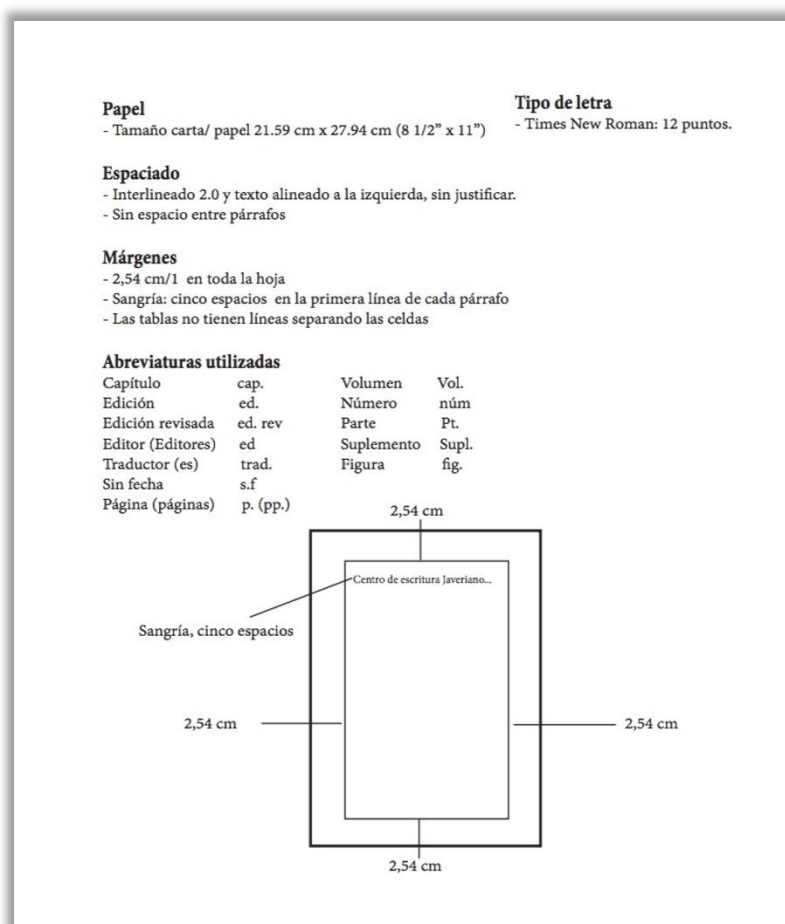 Papel
- Tamaño carta/ papel 21.59 cm x 27.94 cm (8 1/2” x 11”)
Tipo de letra
- Times New Roman: 12 puntos.
Espaciado
- Interlineado 2.0 y texto alineado a la izquierda, sin justificar.
- Sin espacio entre párrafos
Márgenes
- 2,54 cm/1 en toda la hoja
- Sangría: cinco espacios en la primera línea de cada párrafo
- Las tablas no tienen líneas separando las celdas
Abreviaturas utilizadas
Capítulo cap. Volumen Vol.
Edición ed. Número núm
Edición revisada ed. rev Parte Pt.
Editor (Editores) ed Suplemento Supl.
Traductor (es) trad. Figura fig.
Sin fecha s.f
Página (páginas) p. (pp.)
2,54 cm
Centro de escritura Javeriano...
Sangría, cinco espacios
2,54 cm
2,54 cm
2,54 cm